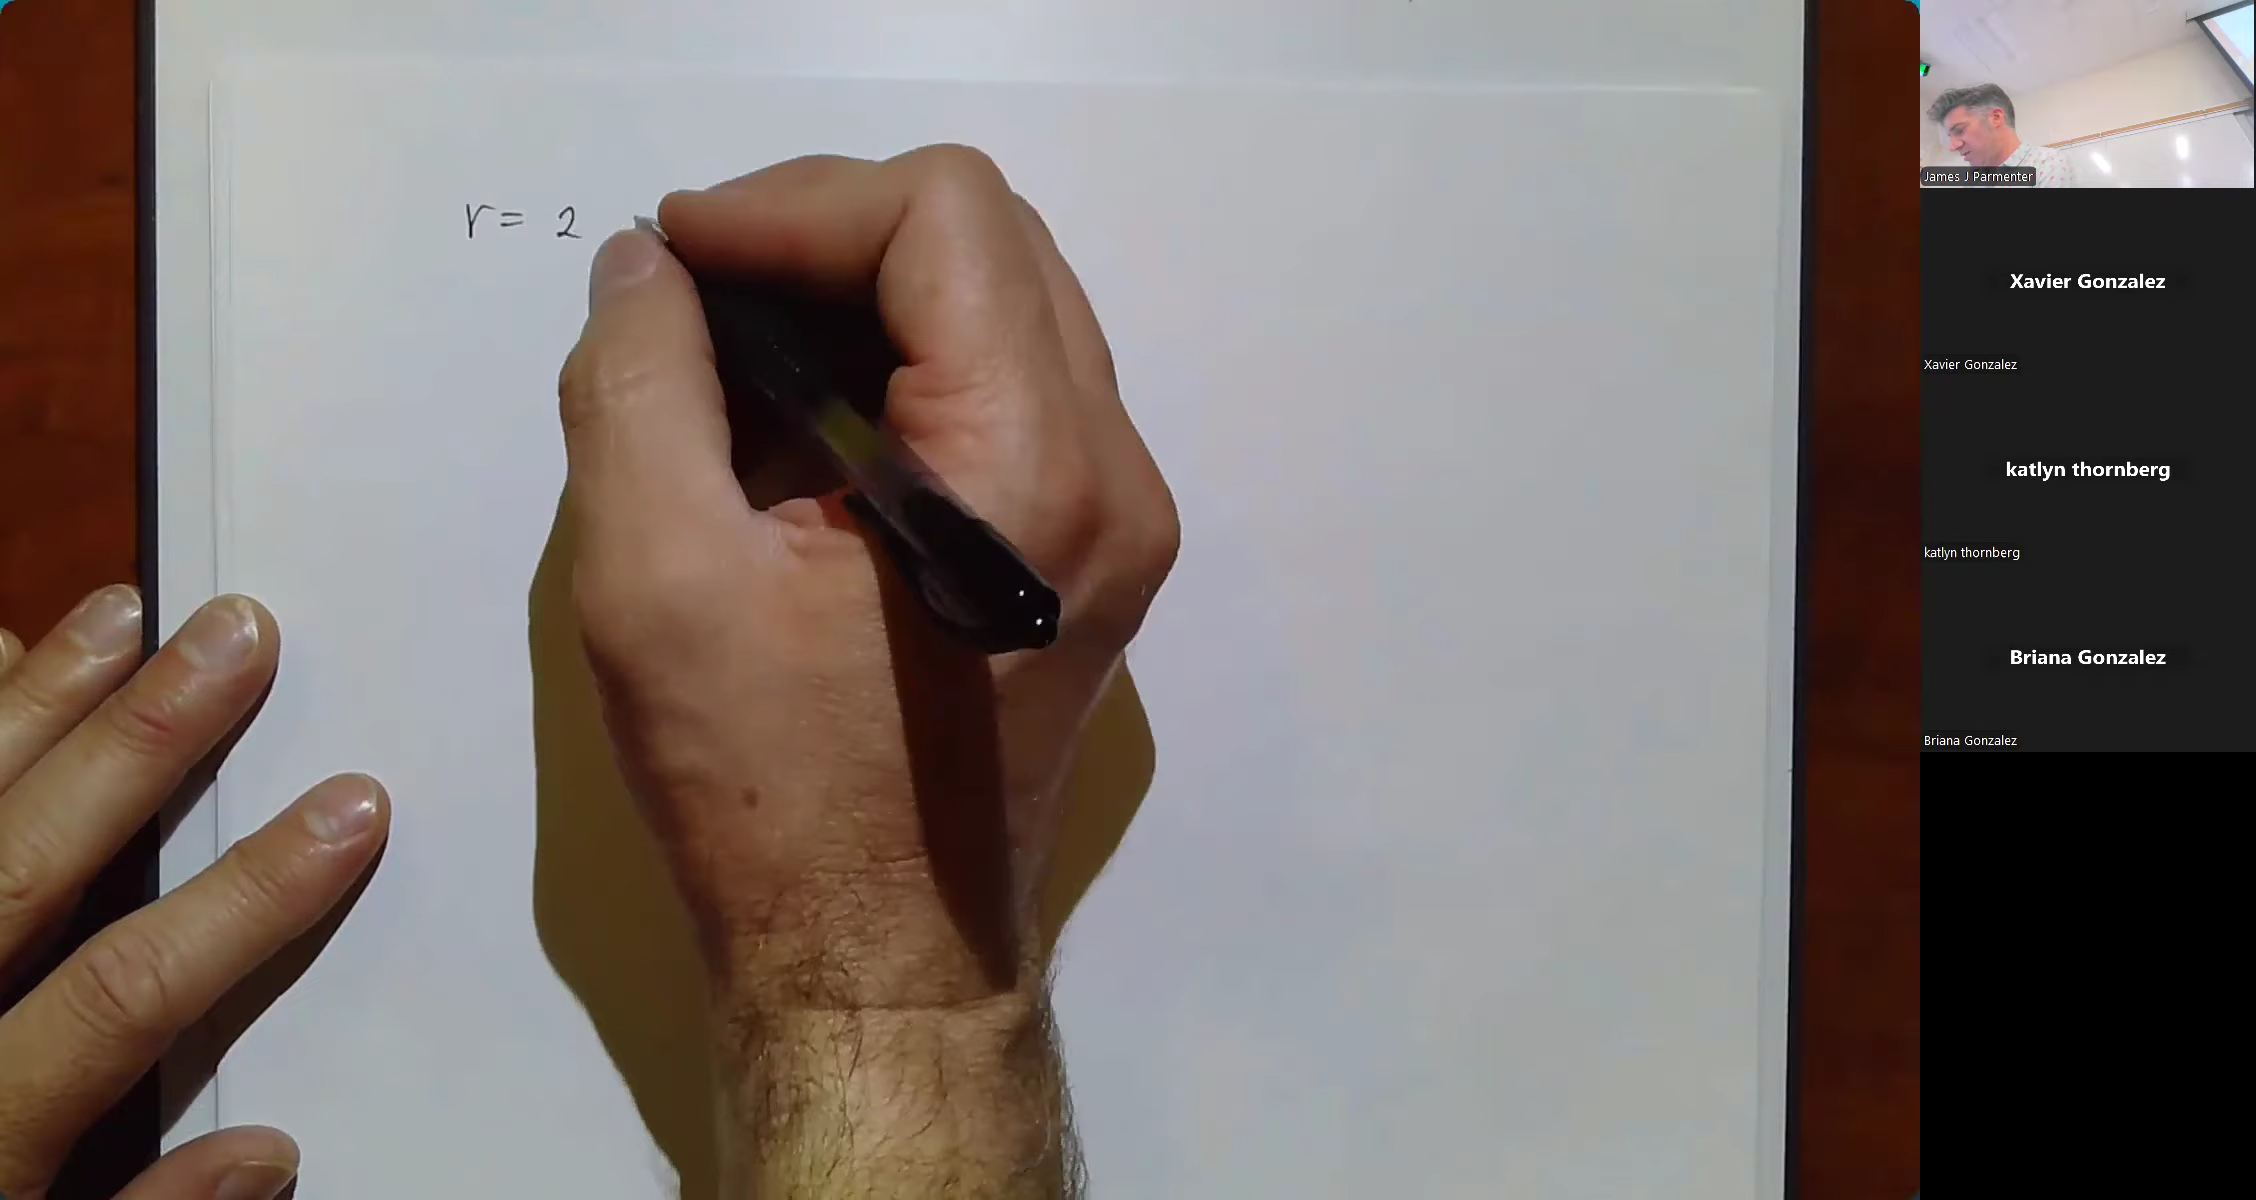 r = 2
James J Parmenter
Xavier Gonzalez
Xavier Gonzalez
katlyn thornberg
katlyn thornberg
Briana Gonzalez
Briana Gonzalez